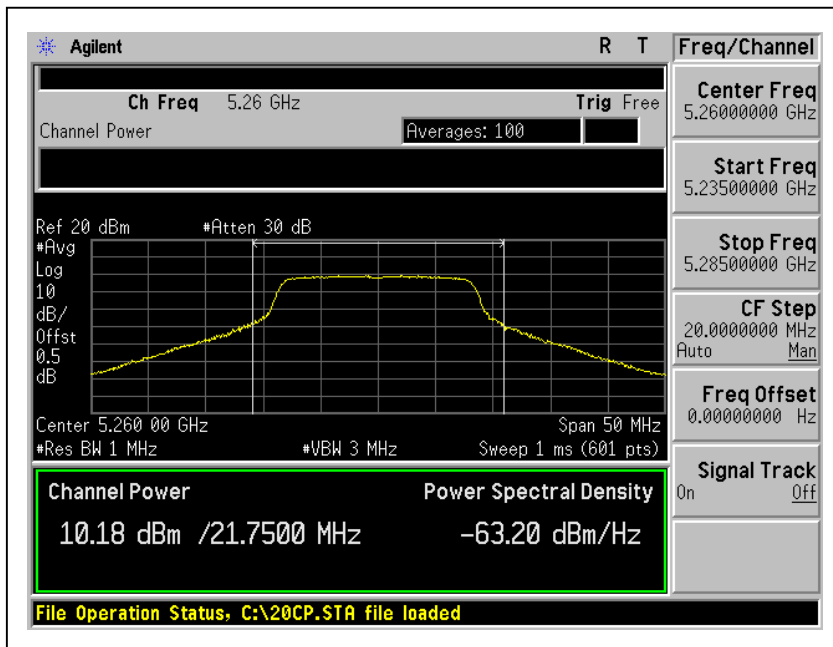 Agilent R T
Freq/Channel
Ch Freq 5.26 GHz Trig Free
Channel Power Averages: 100
Ref 20 dBm #Atten 30 dB
#Avg
Log
10
dB/
Offst
0.5
dB
Center 5.260 00 GHz Span 50 MHz
#Res BW 1 MHz #VBW 3 MHz Sweep 1 ms (601 pts)
Channel Power Power Spectral Density
10.18 dBm /21.7500 MHz -63.20 dBm/Hz
File Operation Status, C:\20CP.STA file loaded
Center Freq
5.26000000 GHz
Start Freq
5.23500000 GHz
Stop Freq
5.28500000 GHz
CF Step
20.0000000 MHz
Auto Man
Freq Offset
0.00000000 Hz
Signal Track
On Off